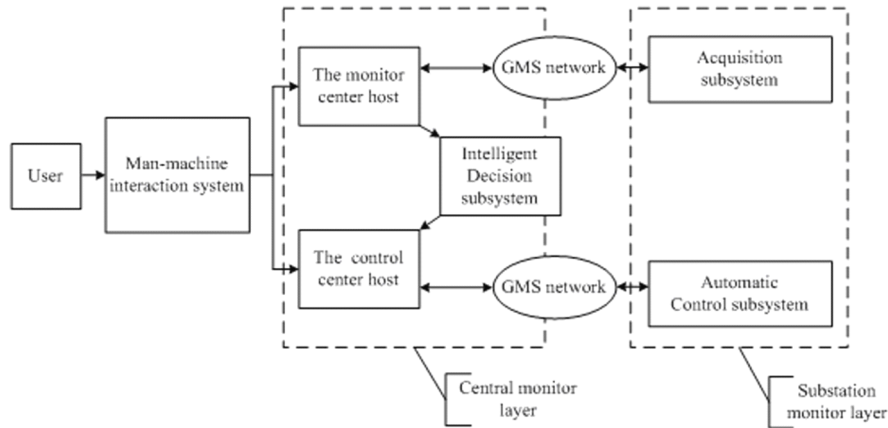 The monitor
center host
GMS network
Acquisition
subsystem
User
Man-machine
interaction system
Intelligent
Decision
subsystem
The control
center host
GMS network
Automatic
Control subsystem
Central monitor
layer
Substation
monitor layer